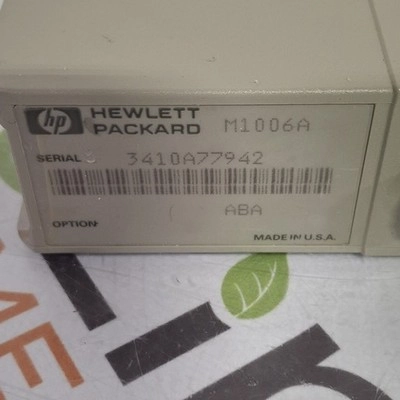 hp HEWLETT
PACKARD M1006A
SERIAL 3410A77942
OPTION ABA
MADE IN U.S.A.